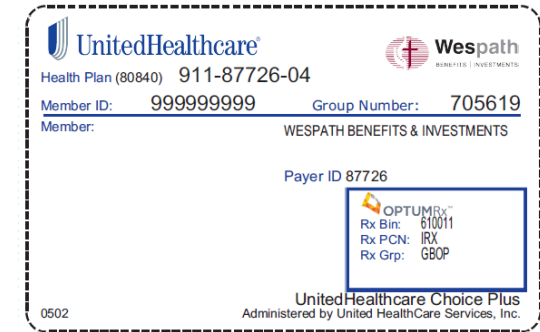 UnitedHealthcare®
Wespath
BENEFITS | INVESTMENTS
Health Plan (80840) 911-87726-04
Member ID: 999999999 Group Number: 705619
Member: WESPATH BENEFITS & INVESTMENTS
Payer ID 87726
OPTUMRx™
Rx Bin: 610011
Rx PCN: IRX
Rx Grp: GBOP
UnitedHealthcare Choice Plus
0502 Administered by United HealthCare Services, Inc.